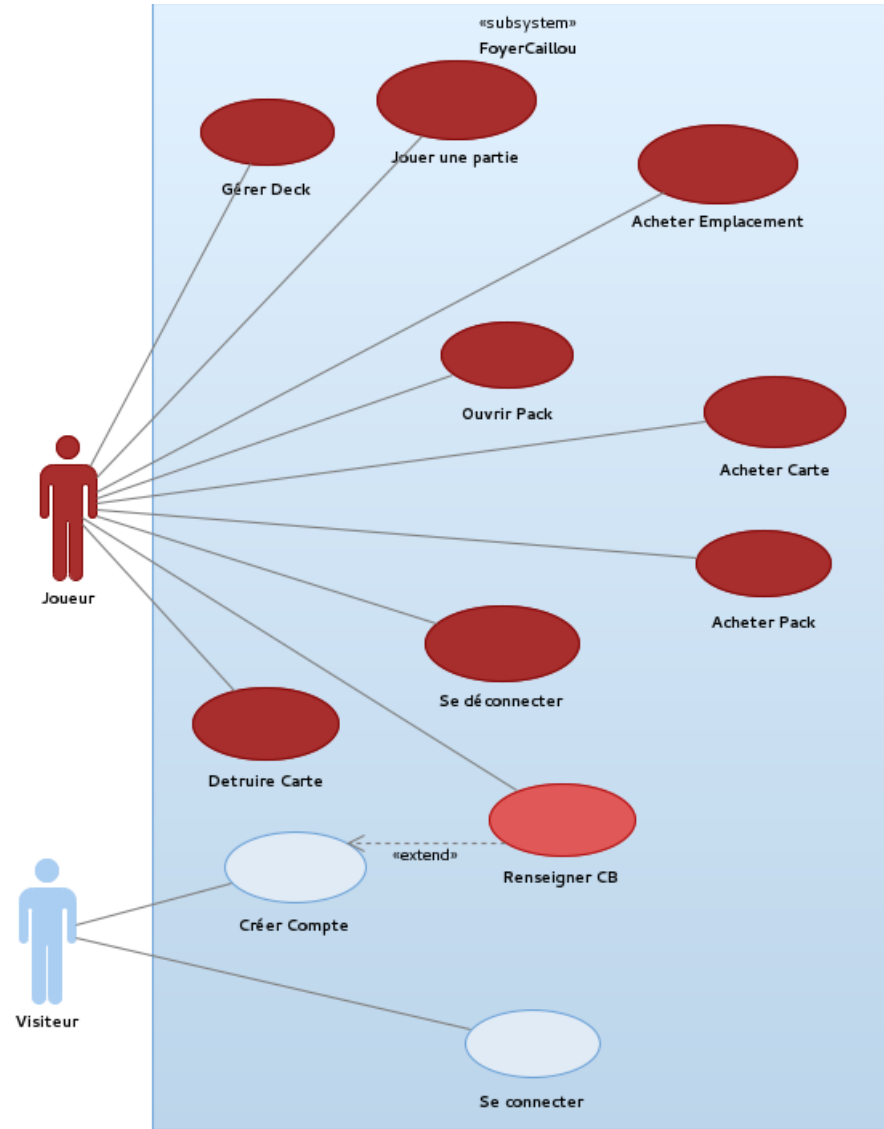 «subsystem»
FoyerCaillou
Jouer une partie
Gérer Deck
Acheter Emplacement
Ouvrir Pack
Acheter Carte
Joueur
Acheter Pack
Se déconnecter
Detruire Carte
«extend»
Renseigner CB
Créer Compte
Visiteur
Se connecter